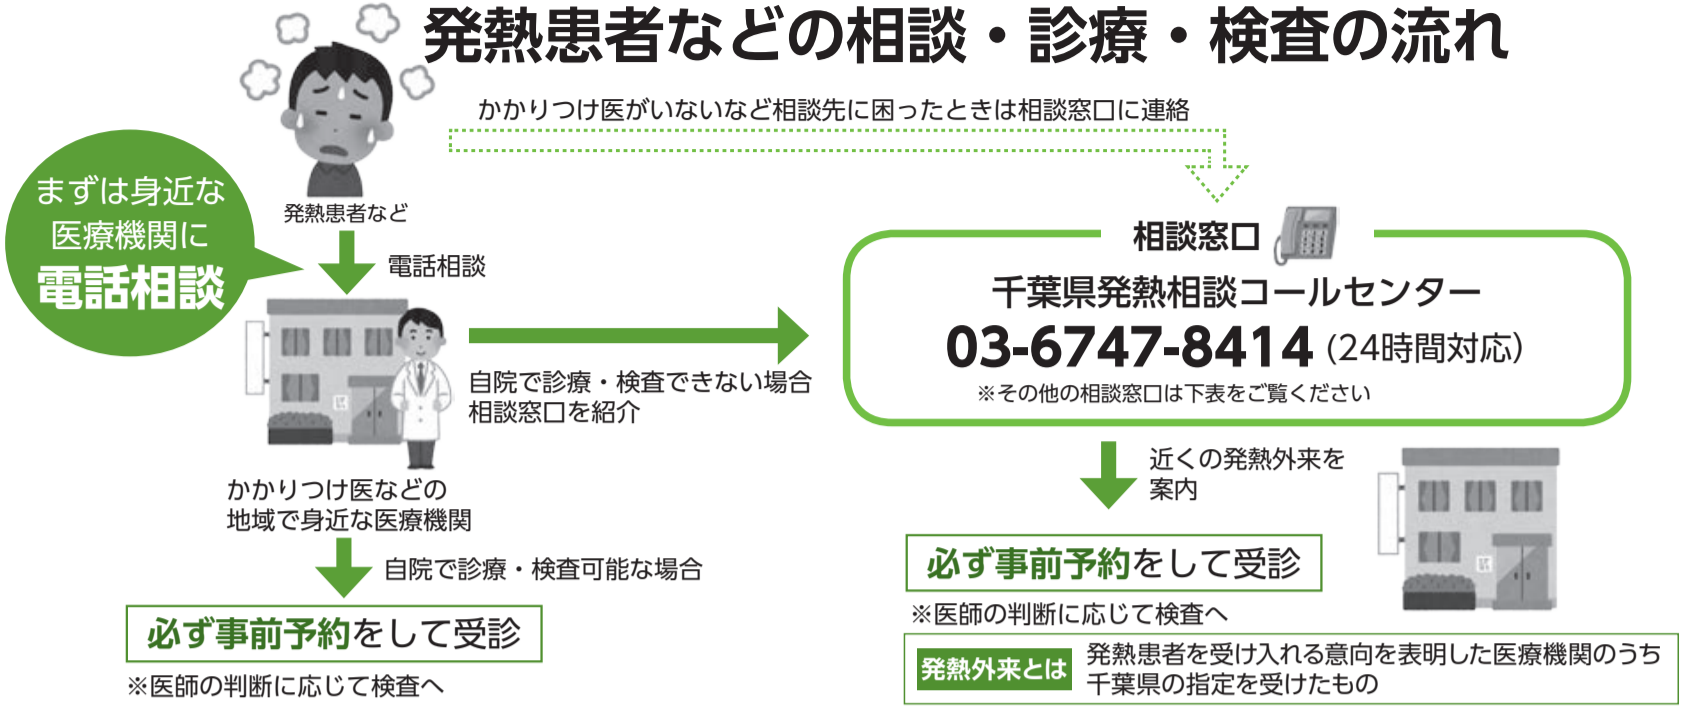 発熱患者などの相談・診療・検査の流れ
かかりつけ医がいないなど相談先に困ったときは相談窓口に連絡
まずは身近な
医療機関に
電話相談
発熱患者など
電話相談
自院で診療・検査できない場合
相談窓口を紹介
相談窓口
千葉県発熱相談コールセンター
03-6747-8414 (24時間対応)
※その他の相談窓口は下表をご覧ください
かかりつけ医などの
地域で身近な医療機関
自院で診療・検査可能な場合
必ず事前予約をして受診
※医師の判断に応じて検査へ
近くの発熱外来を
案内
必ず事前予約をして受診
※医師の判断に応じて検査へ
発熱外来とは
発熱患者を受け入れる意向を表明した医療機関のうち
千葉県の指定を受けたもの